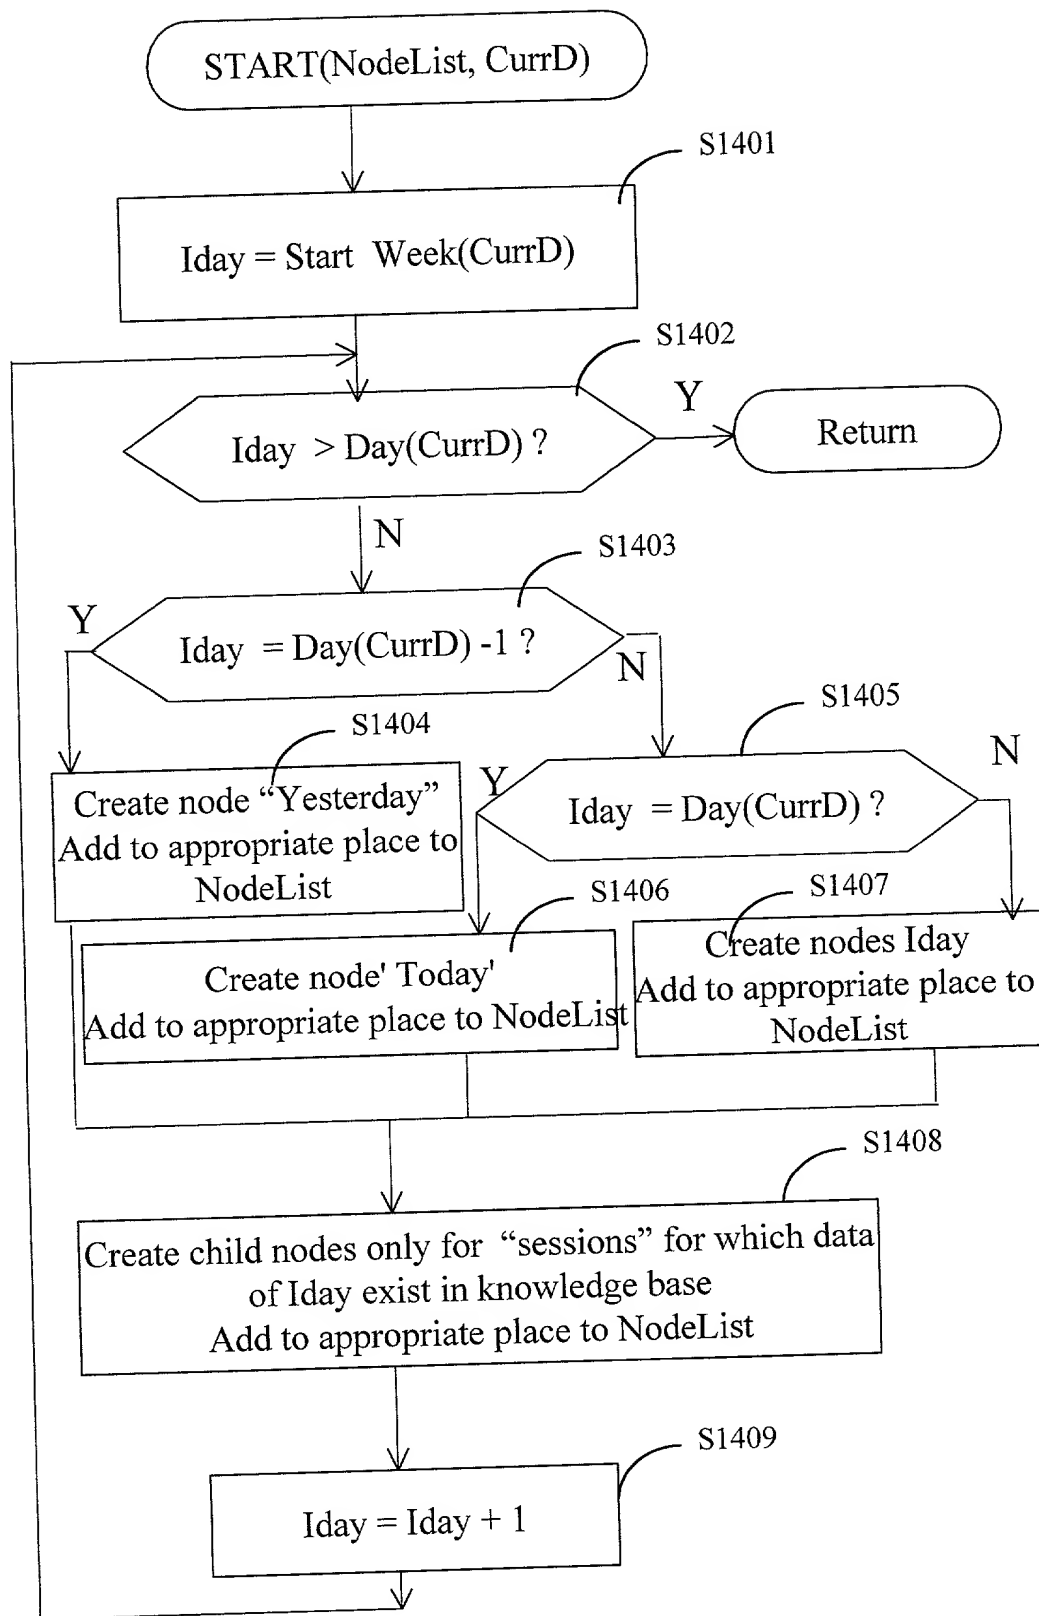 START(NodeList, CurrD)
S1401
Iday = Start Week(CurrD)
S1402
Iday > Day(CurrD) ?
Y
Return
N
S1403
Y
Iday = Day(CurrD) -1 ?
N
S1404
S1405
Create node “Yesterday”
Add to appropriate place to
NodeList
Y
Iday = Day(CurrD) ?
N
S1406
S1407
Create node' Today'
Add to appropriate place to NodeList
Create nodes Iday
Add to appropriate place to
NodeList
S1408
Create child nodes only for “sessions” for which data
of Iday exist in knowledge base
Add to appropriate place to NodeList
S1409
Iday = Iday + 1